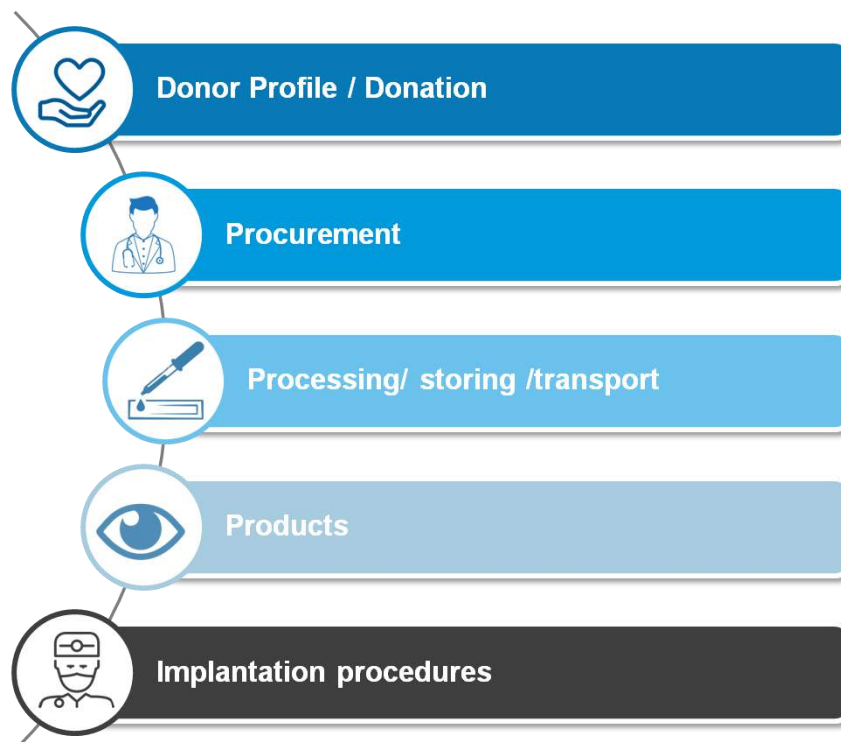 Donor Profile / Donation
Procurement
Processing/ storing /transport
Products
Implantation procedures